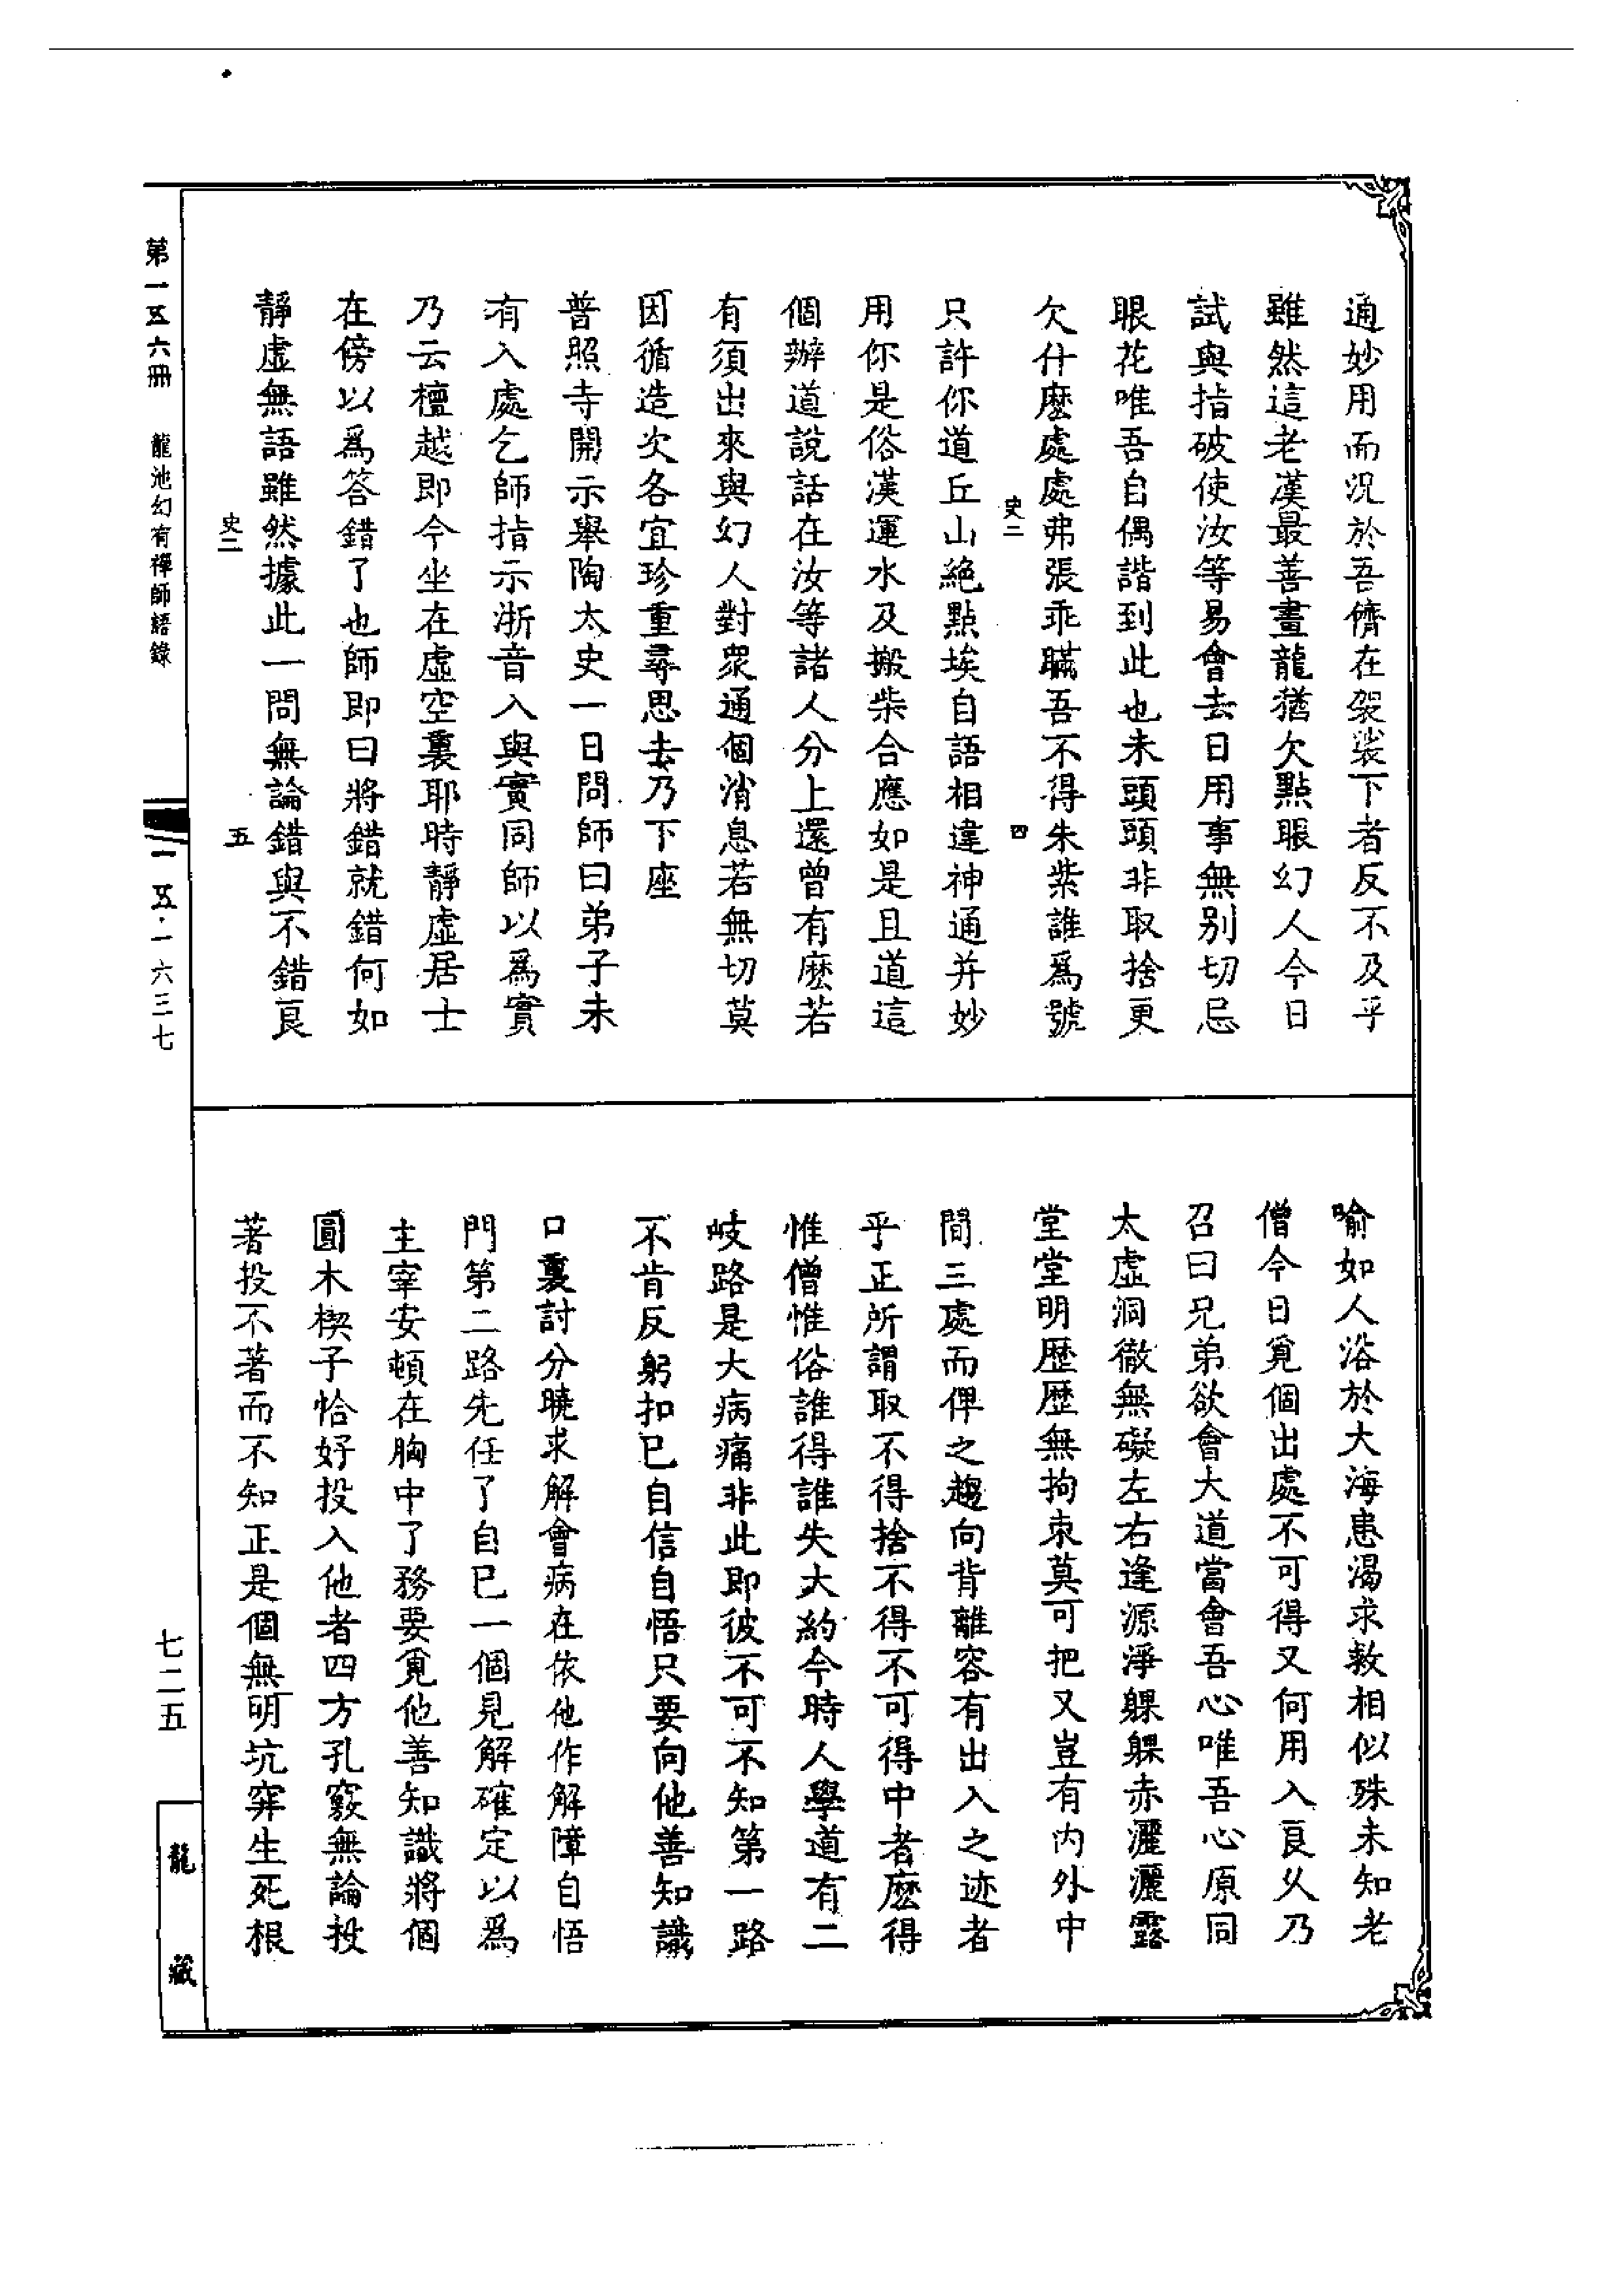 通妙用而况於吾儕在袈裟下者反不及乎
雖然這老漢最善畫龍猶欠點眼幻人今日
試與指破使汝等易會去日用事無别切忌
眼花唯吾自偶諧到此也未頭頭非取捨更
欠什麽處處弗張乖瞞吾不得朱紫誰爲號
史二 四
只許你道丘山絶點埃自語相違神通并妙
用你是俗漢運水及搬柴合應如是且道這
個辦道說話在汝等諸人分上還曾有麽若
有須出來與幻人對衆通個消息若無切莫
因循造次各宜珍重尋思去乃下座
普照寺開示舉陶太史一日問師曰弟子未
有入處乞師指示浙音入與實同師以爲實
乃云檀越即今坐在虛空裏耶時靜虛居士
在傍以爲答錯了也師即曰將錯就錯何如
靜虛無語雖然據此一問無論錯與不錯良
史二 五
喻如人浴於大海患渴求救相似殊未知老
僧今日覓個出處不可得又何用入良乆乃
召曰兄弟欲會大道當會吾心唯吾心原同
太虛洞徹無礙左右逢源淨躶躶赤灑灑露
堂堂明歷歷無拘束莫可把又豈有内外中
間三處而俾之趨向背離容有出入之迹者
乎正所謂取不得捨不得不可得中者麽得
惟僧惟俗誰得誰失大約今時人學道有二
岐路是大病痛非此即彼不可不知第一路
不肯反躬扣已自信自悟只要向他善知識
口裏討分曉求解會病在依他作解障自悟
門第二路先任了自已一個見解確定以爲
主宰安頓在胸中了務要覓他善知識將個
圓木楔子恰好投入他者四方孔竅無論投
著投不著而不知正是個無明坑穽生死根
第一五六册 龍池幻有禪師語錄
一五·一六三七
七二五
龍藏